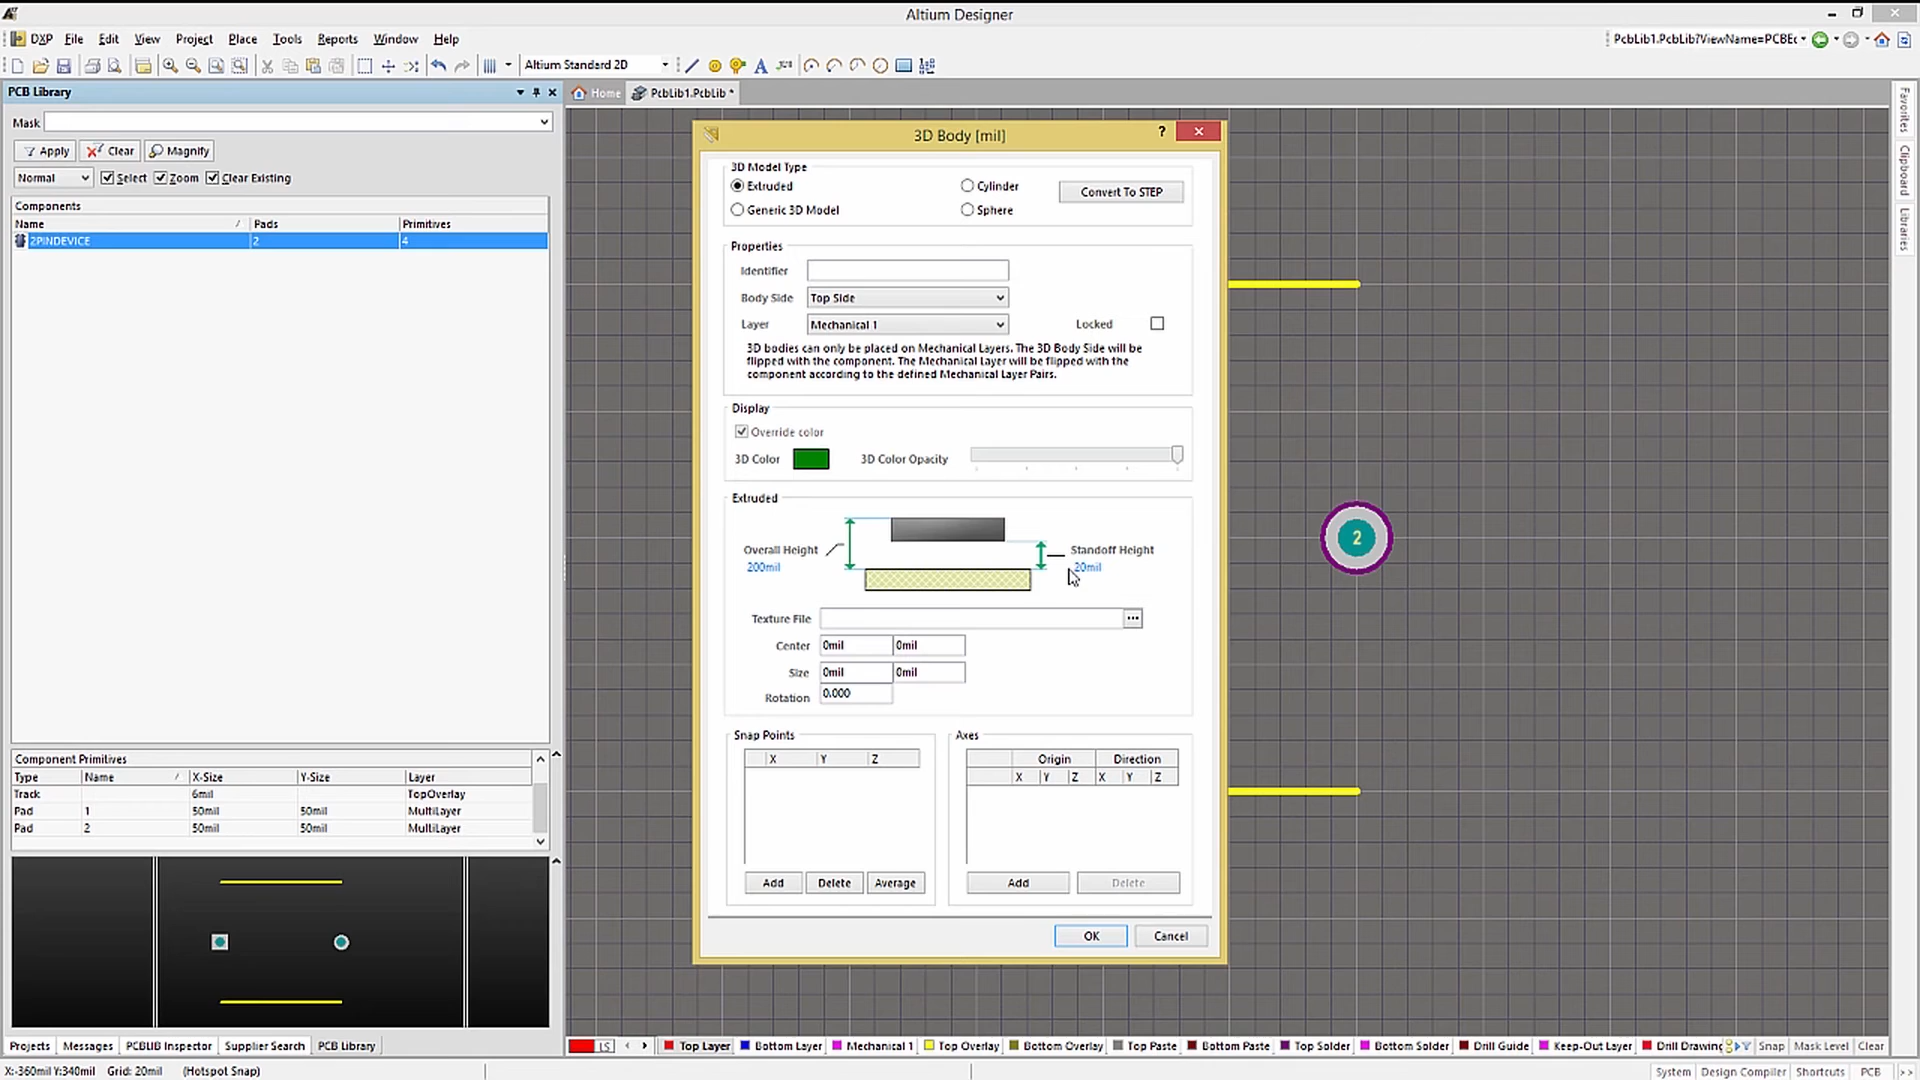 Altium Designer
DXP File Edit View Project Place Tools Reports Window Help
PcbLib1.PcbLib?ViewName=PCBEc
Altium Standard 2D
PCB Library
Home PcbLib1.PcbLib *
Mask
Apply Clear Magnify
Normal Select Zoom Clear Existing
Components
Name / Pads Primitives
2PINDEVICE 2 4
Component Primitives
Type Name / X-Size Y-Size Layer
Track 6mil TopOverlay
Pad 1 50mil 50mil MultiLayer
Pad 2 50mil 50mil MultiLayer
3D Body [mil] ?
3D Model Type
Extruded Cylinder Convert To STEP
Generic 3D Model Sphere
Properties
Identifier
Body Side Top Side
Layer Mechanical 1 Locked
3D bodies can only be placed on Mechanical Layers. The 3D Body Side will be
flipped with the component. The Mechanical Layer will be flipped with the
component according to the defined Mechanical Layer Pairs.
Display
Override color
3D Color 3D Color Opacity
Extruded
Overall Height Standoff Height
200mil 20mil
Texture File ...
Center 0mil 0mil
Size 0mil 0mil
Rotation 0.000
Snap Points Axes
X Y Z
Origin Direction
X Y Z X Y Z
Add Delete Average Add Delete
OK Cancel
2
Favorites
Clipboard
Libraries
Projects Messages PCBLIB Inspector Supplier Search PCB Library
LS Top Layer Bottom Layer Mechanical 1 Top Overlay Bottom Overlay Top Paste Bottom Paste Top Solder Bottom Solder Drill Guide Keep-Out Layer Drill Drawing Snap Mask Level Clear
X:-360mil Y:340mil Grid: 20mil (Hotspot Snap) System Design Compiler Shortcuts PCB >>